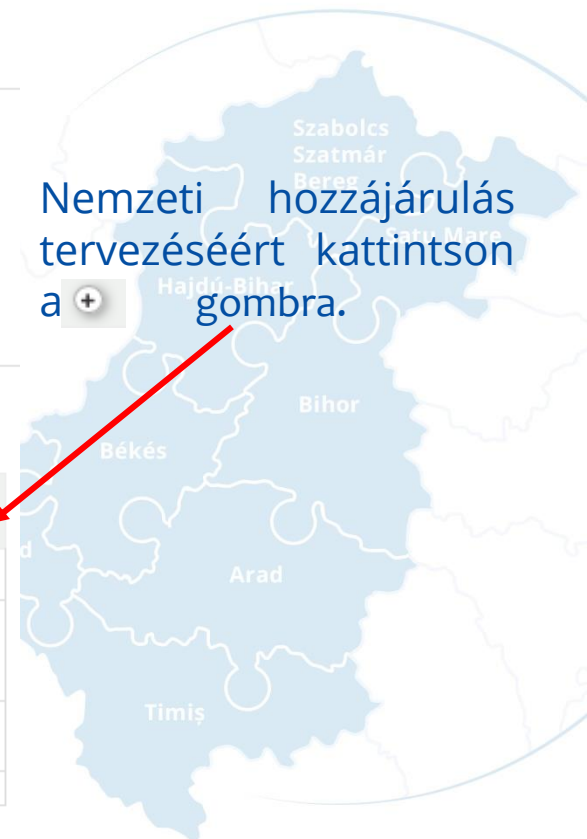 Szabolcs
Szatmár
Bereg
Nemzeti hozzájárulás
tervezéséért kattintson
a gombra.
Satu Mare
Hajdú-Bihar
Bihor
Békés
d
Arad
Timiș